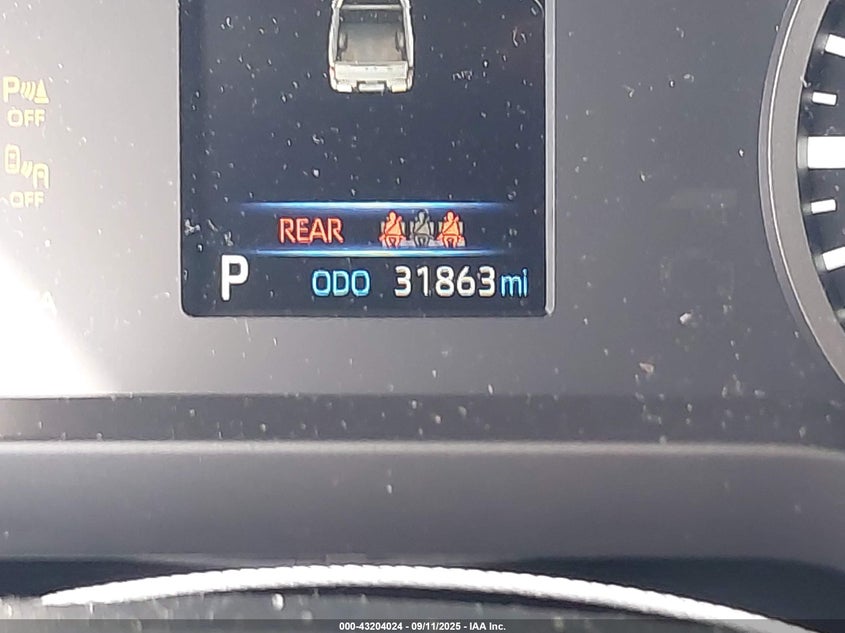 P
OFF
OFF
REAR
P ODO 31863 mi
000-43204024 - 09/11/2025 - IAA Inc.